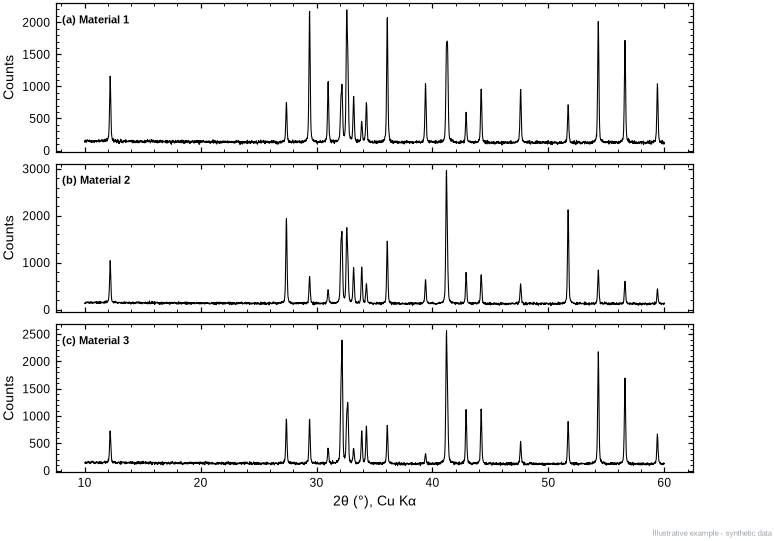 (a) Material 1
2000
1500
1000
500
0
Counts
(b) Material 2
3000
2000
1000
0
Counts
(c) Material 3
2500
2000
1500
1000
500
0
Counts
10 20 30 40 50 60
2θ (°), Cu Kα
Illustrative example - synthetic data